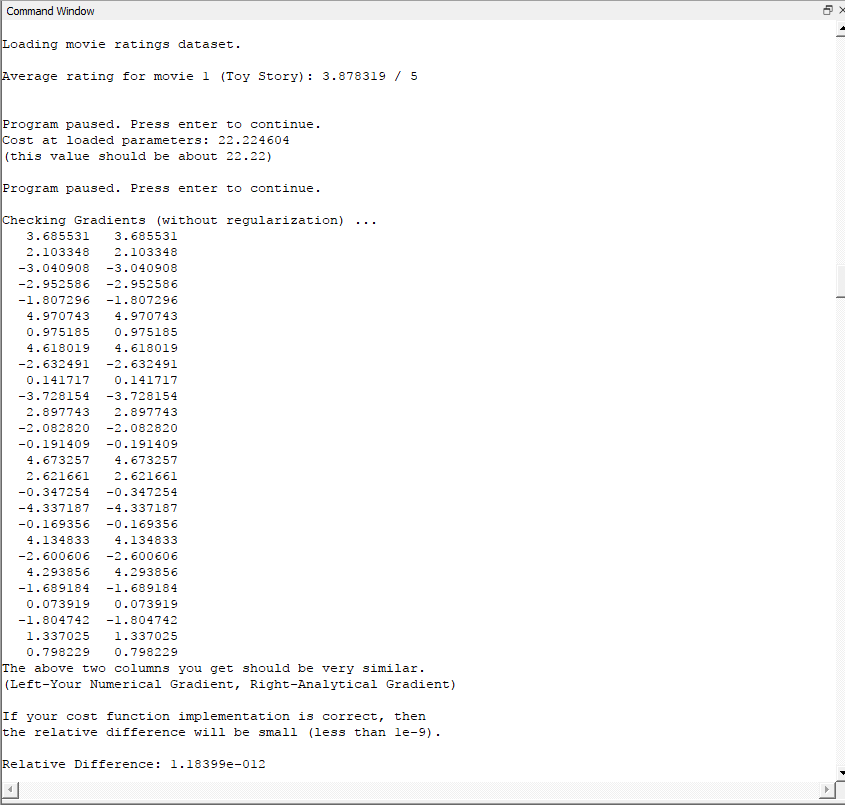 Command Window
Loading movie ratings dataset.
Average rating for movie 1 (Toy Story): 3.878319 / 5
Program paused. Press enter to continue.
Cost at loaded parameters: 22.224604
(this value should be about 22.22)
Program paused. Press enter to continue.
Checking Gradients (without regularization) ...
3.685531 3.685531
2.103348 2.103348
-3.040908 -3.040908
-2.952586 -2.952586
-1.807296 -1.807296
4.970743 4.970743
0.975185 0.975185
4.618019 4.618019
-2.632491 -2.632491
0.141717 0.141717
-3.728154 -3.728154
2.897743 2.897743
-2.082820 -2.082820
-0.191409 -0.191409
4.673257 4.673257
2.621661 2.621661
-0.347254 -0.347254
-4.337187 -4.337187
-0.169356 -0.169356
4.134833 4.134833
-2.600606 -2.600606
4.293856 4.293856
-1.689184 -1.689184
0.073919 0.073919
-1.804742 -1.804742
1.337025 1.337025
0.798229 0.798229
The above two columns you get should be very similar.
(Left-Your Numerical Gradient, Right-Analytical Gradient)
If your cost function implementation is correct, then
the relative difference will be small (less than 1e-9).
Relative Difference: 1.18399e-012